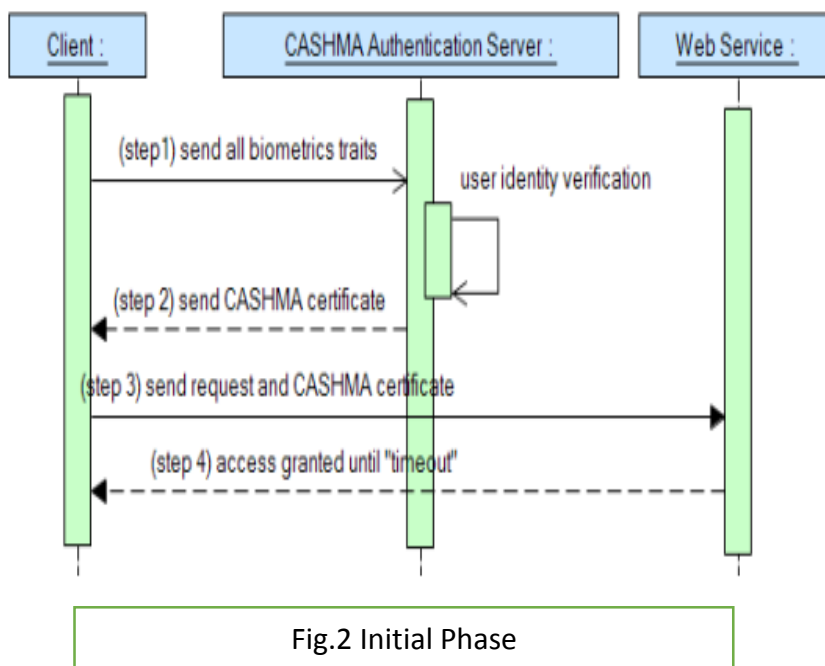 Client :
CASHMA Authentication Server :
Web Service :
(step1) send all biometrics traits
user identity verification
(step 2) send CASHMA certificate
(step 3) send request and CASHMA certificate
(step 4) access granted until "timeout"
Fig.2 Initial Phase